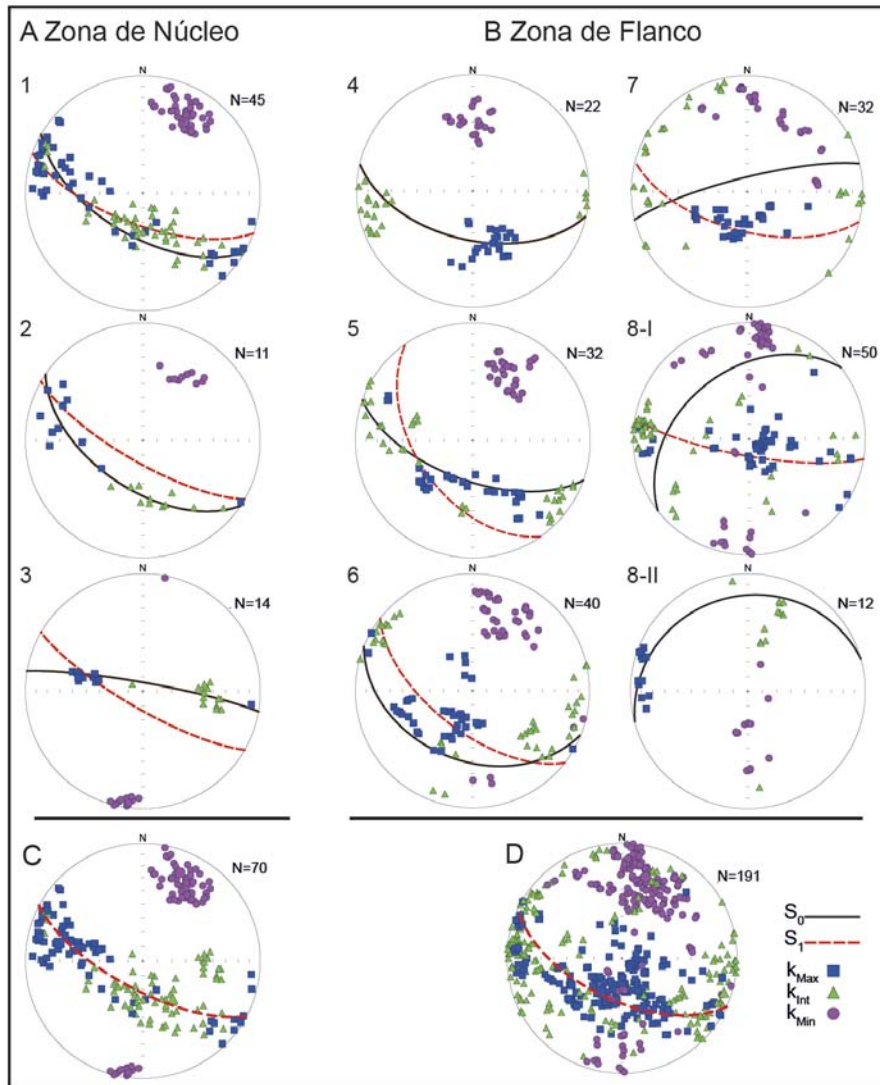 A Zona de Núcleo
B Zona de Flanco
1
N
N=45
4
N
N=22
7
N
N=32
2
N
N=11
5
N
N=32
8-I
N
N=50
3
N
N=14
6
N
N=40
8-II
N
N=12
C
N
N=70
D
N
N=191
S0
S1
kMax
kInt
kMin